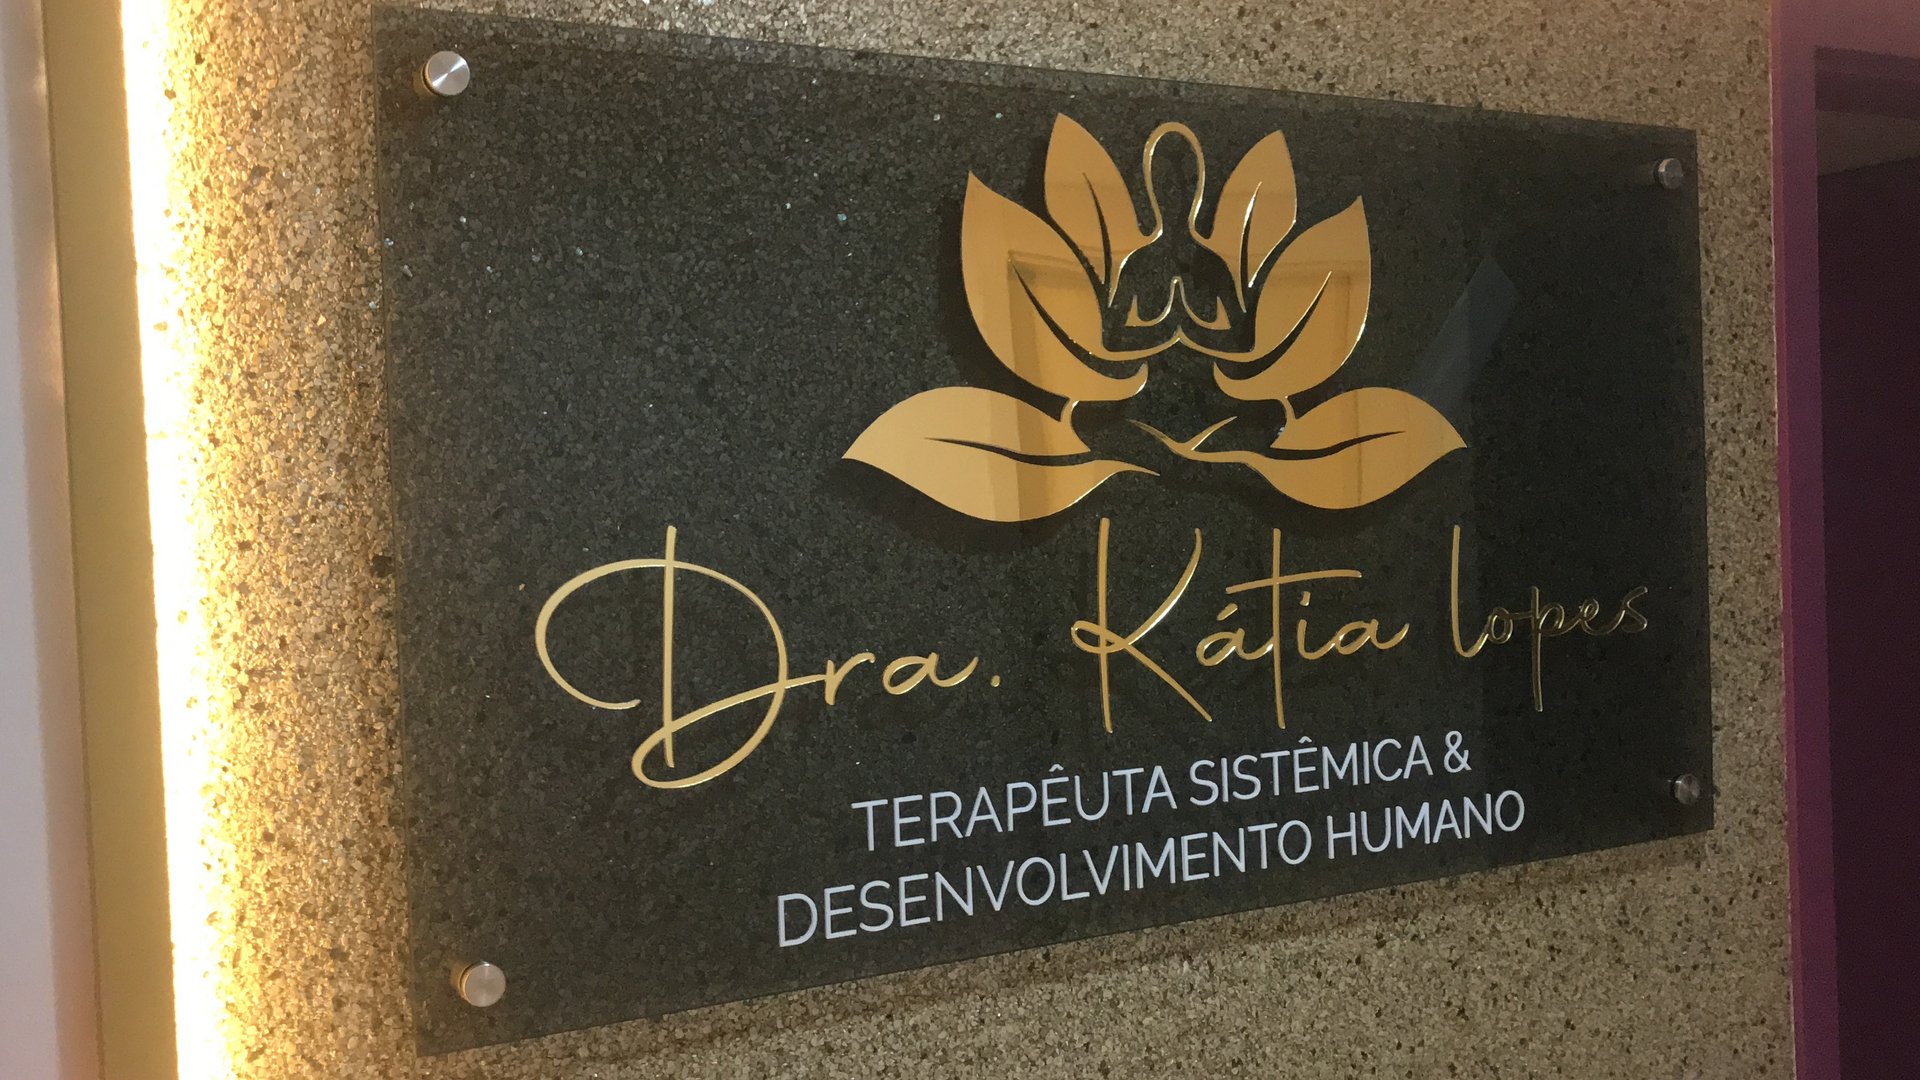 Dra. Kátia lopes
TERAPÊUTA SISTÊMICA &
DESENVOLVIMENTO HUMANO